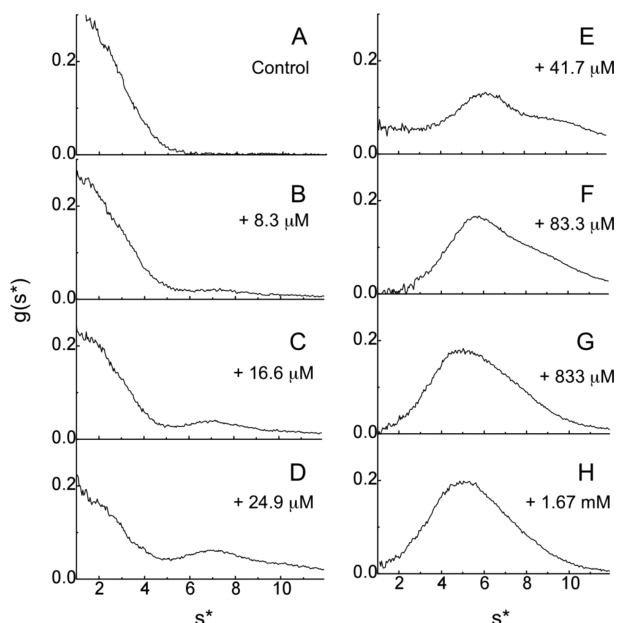 A
Control
0.2
0.0
B
+ 8.3 μM
0.2
0.0
C
+ 16.6 μM
0.2
0.0
D
+ 24.9 μM
0.2
0.0
2 4 6 8 10
s*
g(s*)
E
+ 41.7 μM
0.2
0.0
F
+ 83.3 μM
0.2
0.0
G
+ 833 μM
0.2
0.0
H
+ 1.67 mM
0.2
0.0
2 4 6 8 10
s*